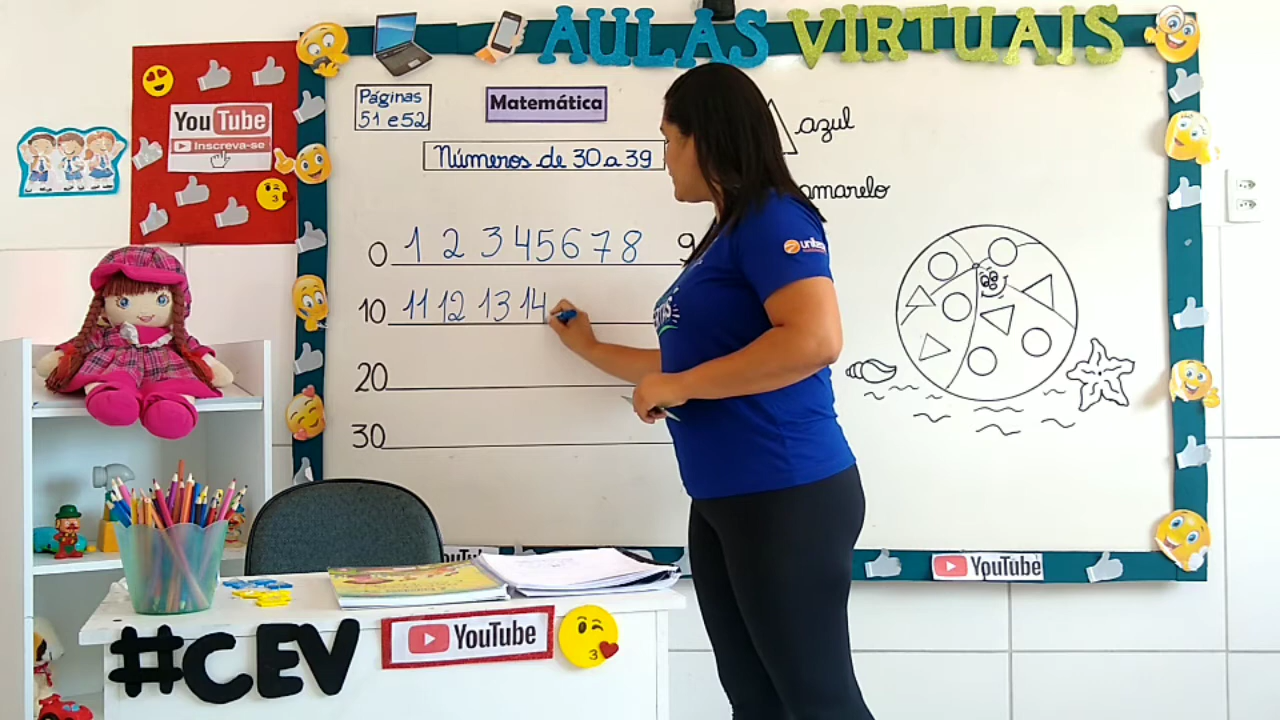 AULAS VIRTUAIS
YouTube
Inscreva-se
Páginas
51 e 52
Matemática
Números de 30 a 39
azul
amarelo
0 1 2 3 4 5 6 7 8 9
10 11 12 13 14
20
30
YouTube
#CEV
YouTube